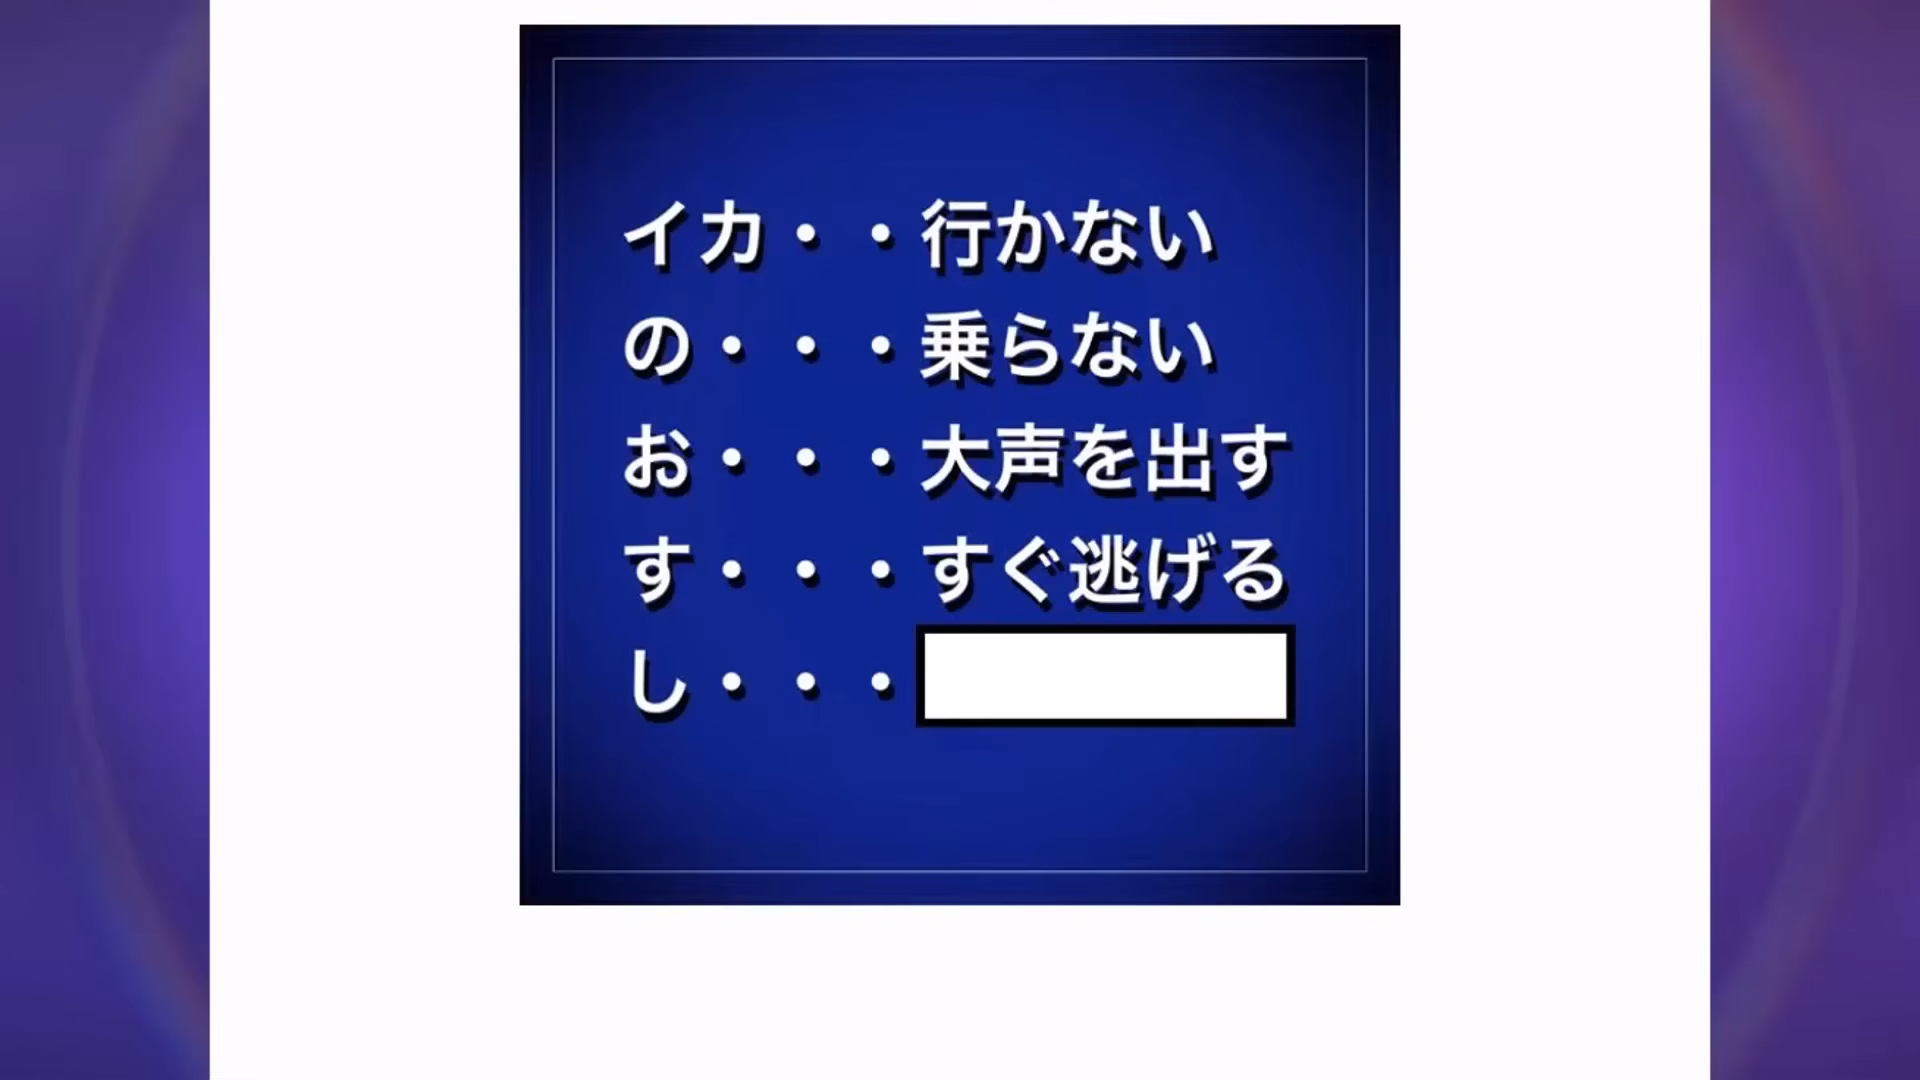 イカ・・行かない
の・・・乗らない
お・・・大声を出す
す・・・すぐ逃げる
し・・・